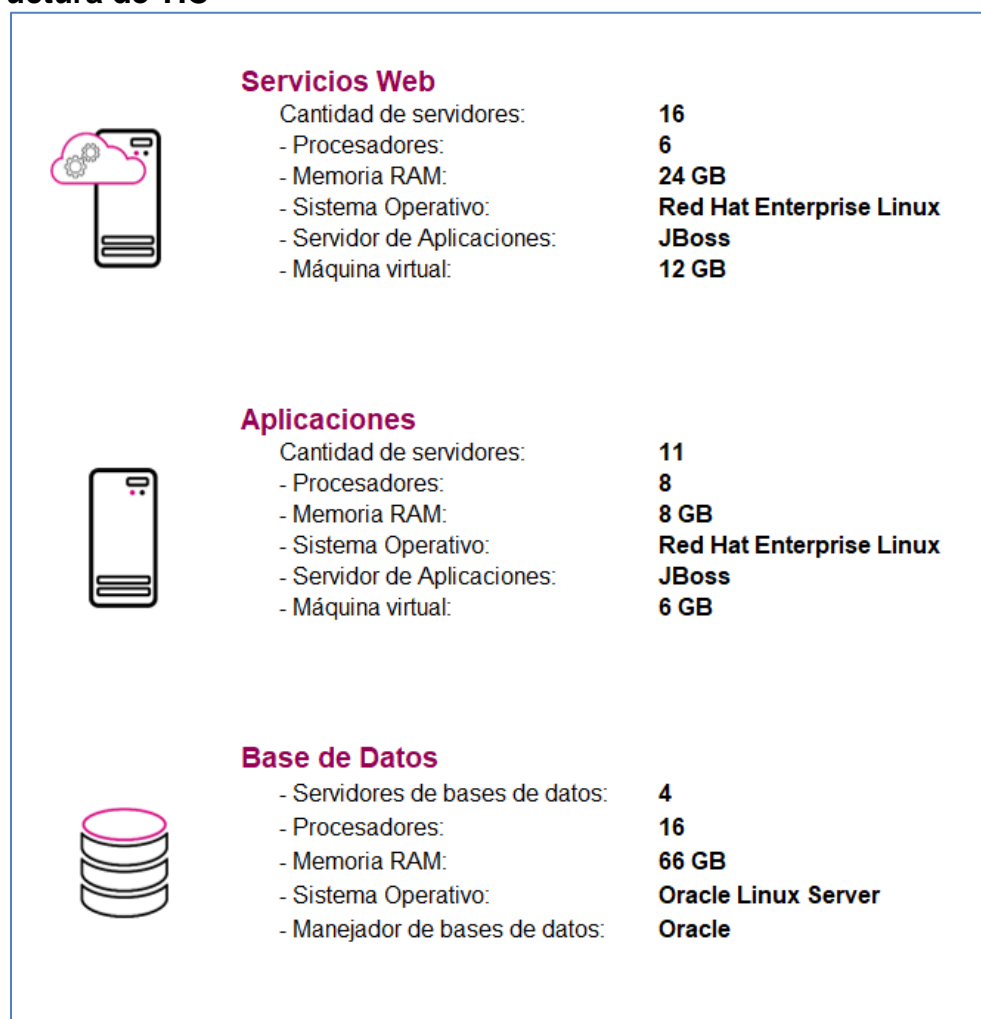 Servicios Web
Cantidad de servidores: 16
- Procesadores: 6
- Memoria RAM: 24 GB
- Sistema Operativo: Red Hat Enterprise Linux
- Servidor de Aplicaciones: JBoss
- Máquina virtual: 12 GB
Aplicaciones
Cantidad de servidores: 11
- Procesadores: 8
- Memoria RAM: 8 GB
- Sistema Operativo: Red Hat Enterprise Linux
- Servidor de Aplicaciones: JBoss
- Máquina virtual: 6 GB
Base de Datos
- Servidores de bases de datos: 4
- Procesadores: 16
- Memoria RAM: 66 GB
- Sistema Operativo: Oracle Linux Server
- Manejador de bases de datos: Oracle